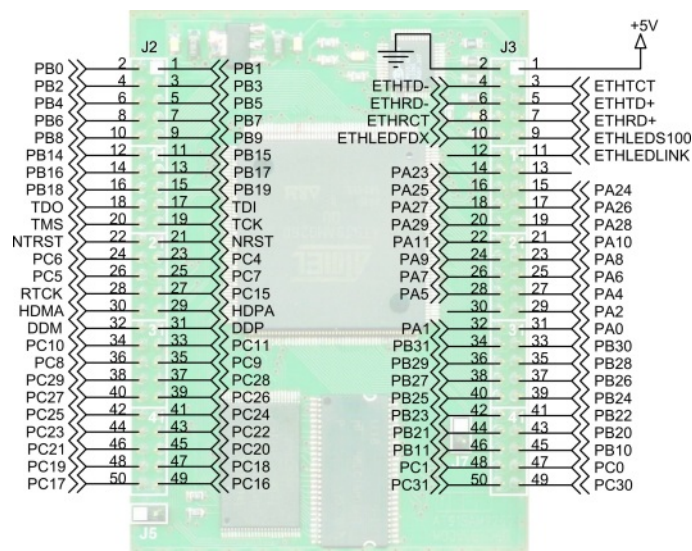 +5V
J2 J3
PB0 2 1 PB1 2 1
PB2 4 3 PB3 ETHTD- 4 3 ETHTCT
PB4 6 5 PB5 ETHRD- 6 5 ETHTD+
PB6 8 7 PB7 ETHRCT 8 7 ETHRD+
PB8 10 9 PB9 ETHLEDFDX 10 9 ETHLEDS100
PB14 12 11 PB15 12 11 ETHLEDLINK
1 1
PB16 14 13 PB17 PA23 14 13
PB18 16 15 PB19 PA25 16 15 PA24
TDO 18 17 TDI PA27 18 17 PA26
TMS 20 19 TCK PA29 20 19 PA28
NTRST 22 21 NRST PA11 22 21 PA10
2 2
PC6 24 23 PC4 PA9 24 23 PA8
PC5 26 25 PC7 PA7 26 25 PA6
RTCK 28 27 PC15 PA5 28 27 PA4
HDMA 30 29 HDPA 30 29 PA2
DDM 32 31 DDP PA1 32 31 PA0
3 3
PC10 34 33 PC11 PB31 34 33 PB30
PC8 36 35 PC9 PB29 36 35 PB28
PC29 38 37 PC28 PB27 38 37 PB26
PC27 40 39 PC26 PB25 40 39 PB24
PC25 42 41 PC24 PB23 42 41 PB22
4 4
PC23 44 43 PC22 PB21 44 43 PB20
PC21 46 45 PC20 PB11 46 45 PB10
PC19 48 47 PC18 PC1 48 47 PC0
PC17 50 49 PC16 PC31 50 49 PC30
J5